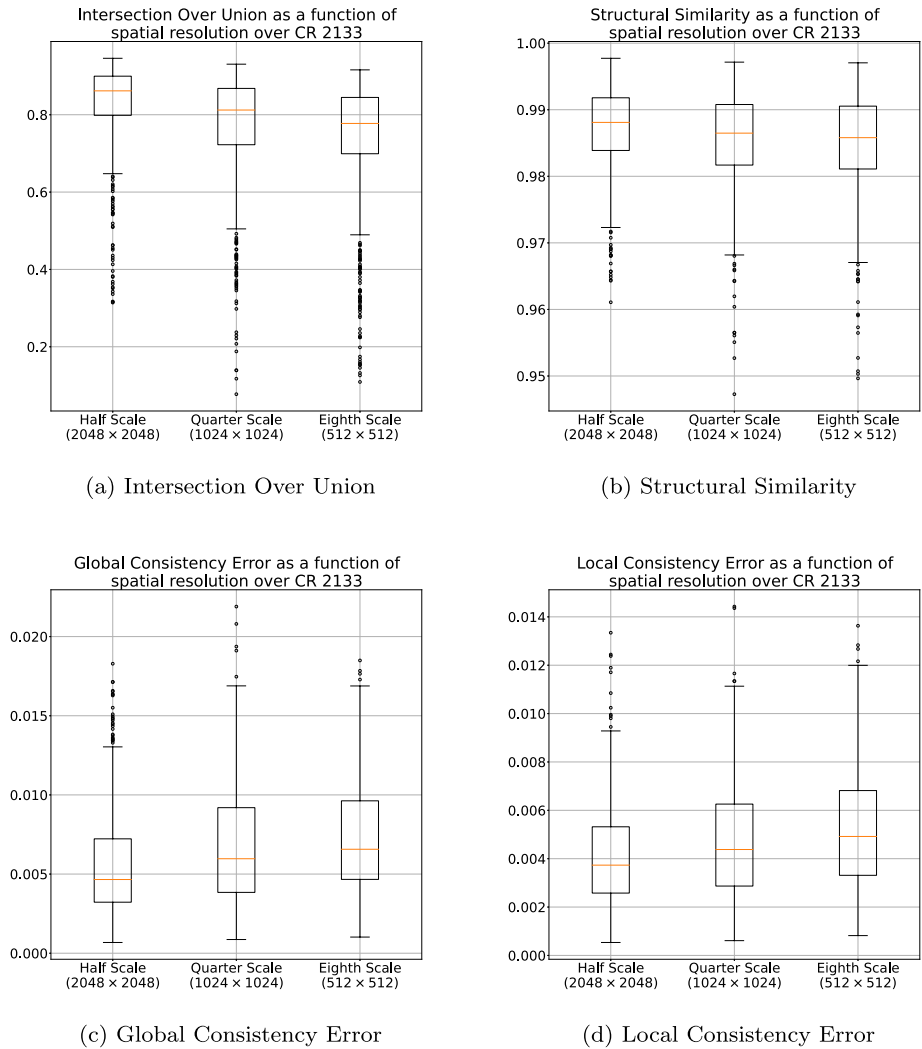 Intersection Over Union as a function of
spatial resolution over CR 2133
0.8
0.6
0.4
0.2
Half Scale
(2048 × 2048)
Quarter Scale
(1024 × 1024)
Eighth Scale
(512 × 512)
(a) Intersection Over Union
Structural Similarity as a function of
spatial resolution over CR 2133
1.00
0.99
0.98
0.97
0.96
0.95
Half Scale
(2048 × 2048)
Quarter Scale
(1024 × 1024)
Eighth Scale
(512 × 512)
(b) Structural Similarity
Global Consistency Error as a function of
spatial resolution over CR 2133
0.020
0.015
0.010
0.005
0.000
Half Scale
(2048 × 2048)
Quarter Scale
(1024 × 1024)
Eighth Scale
(512 × 512)
(c) Global Consistency Error
Local Consistency Error as a function of
spatial resolution over CR 2133
0.014
0.012
0.010
0.008
0.006
0.004
0.002
0.000
Half Scale
(2048 × 2048)
Quarter Scale
(1024 × 1024)
Eighth Scale
(512 × 512)
(d) Local Consistency Error